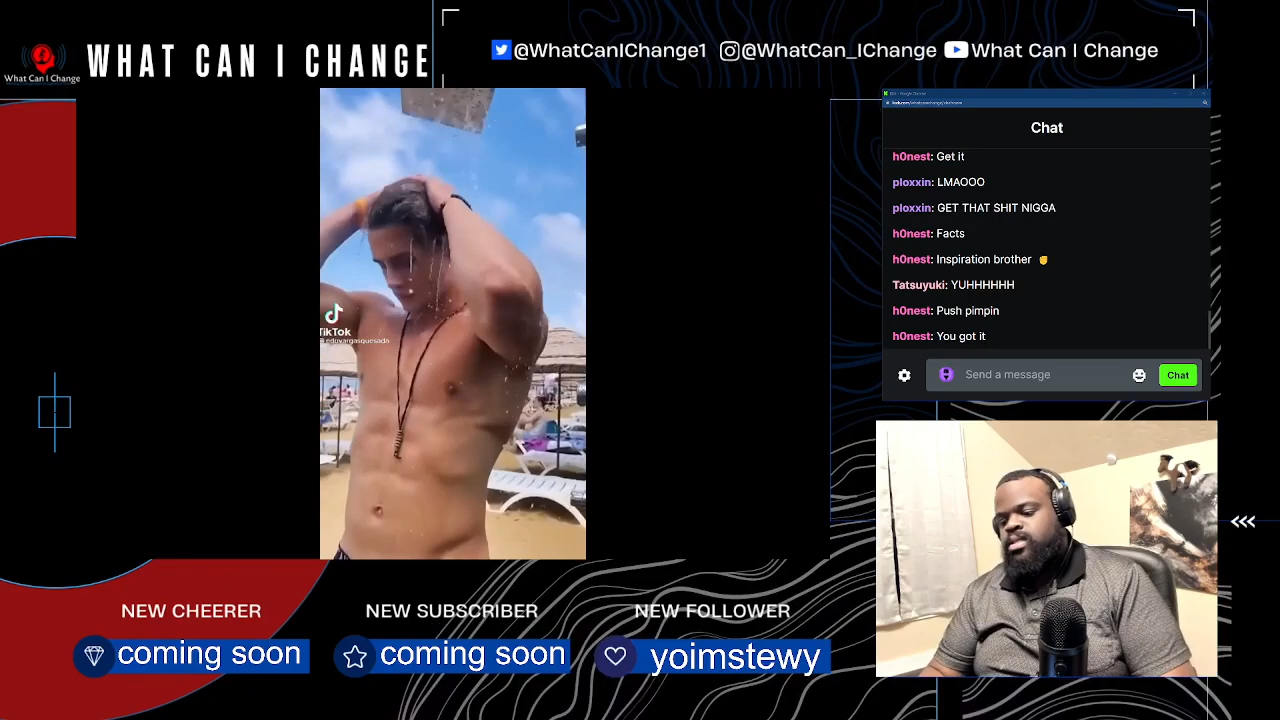 What Can I Change
WHAT CAN I CHANGE
@WhatCanIChange1 @WhatCan_IChange What Can I Change
Chat
h0nest: Get it
ploxxin: LMAOOO
ploxxin: GET THAT SHIT NIGGA
h0nest: Facts
h0nest: Inspiration brother ✊
Tatsuyuki: YUHHHHHH
h0nest: Push pimpin
h0nest: You got it
Send a message
Chat
TikTok
NEW CHEERER
coming soon
NEW SUBSCRIBER
coming soon
NEW FOLLOWER
yoimstewy